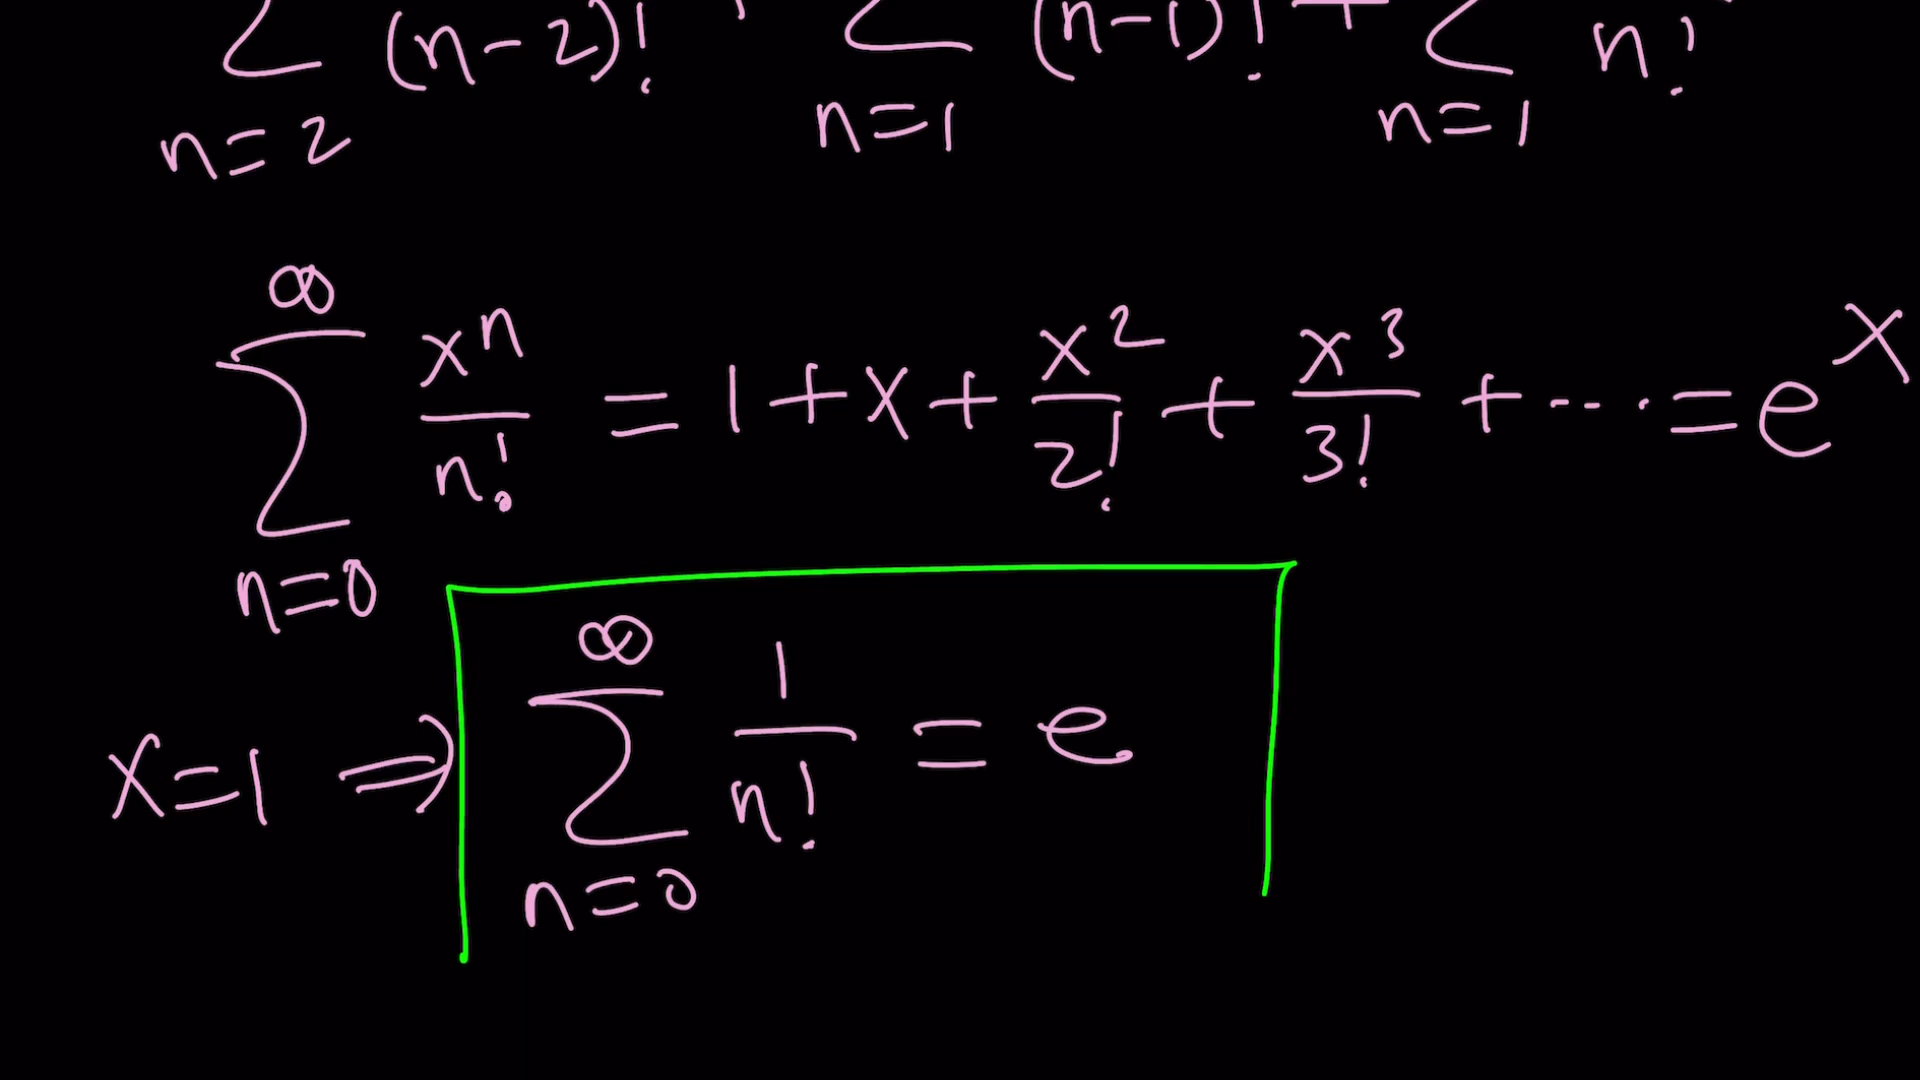 ∑ (n-2)! ∑ (n-1)! + ∑ n!
n=2 n=1 n=1
∞
∑ xⁿ/n! = 1 + x + x²/2! + x³/3! + ... = eˣ
n=0
∞
x=1 ⇒ ∑ 1/n! = e
n=0